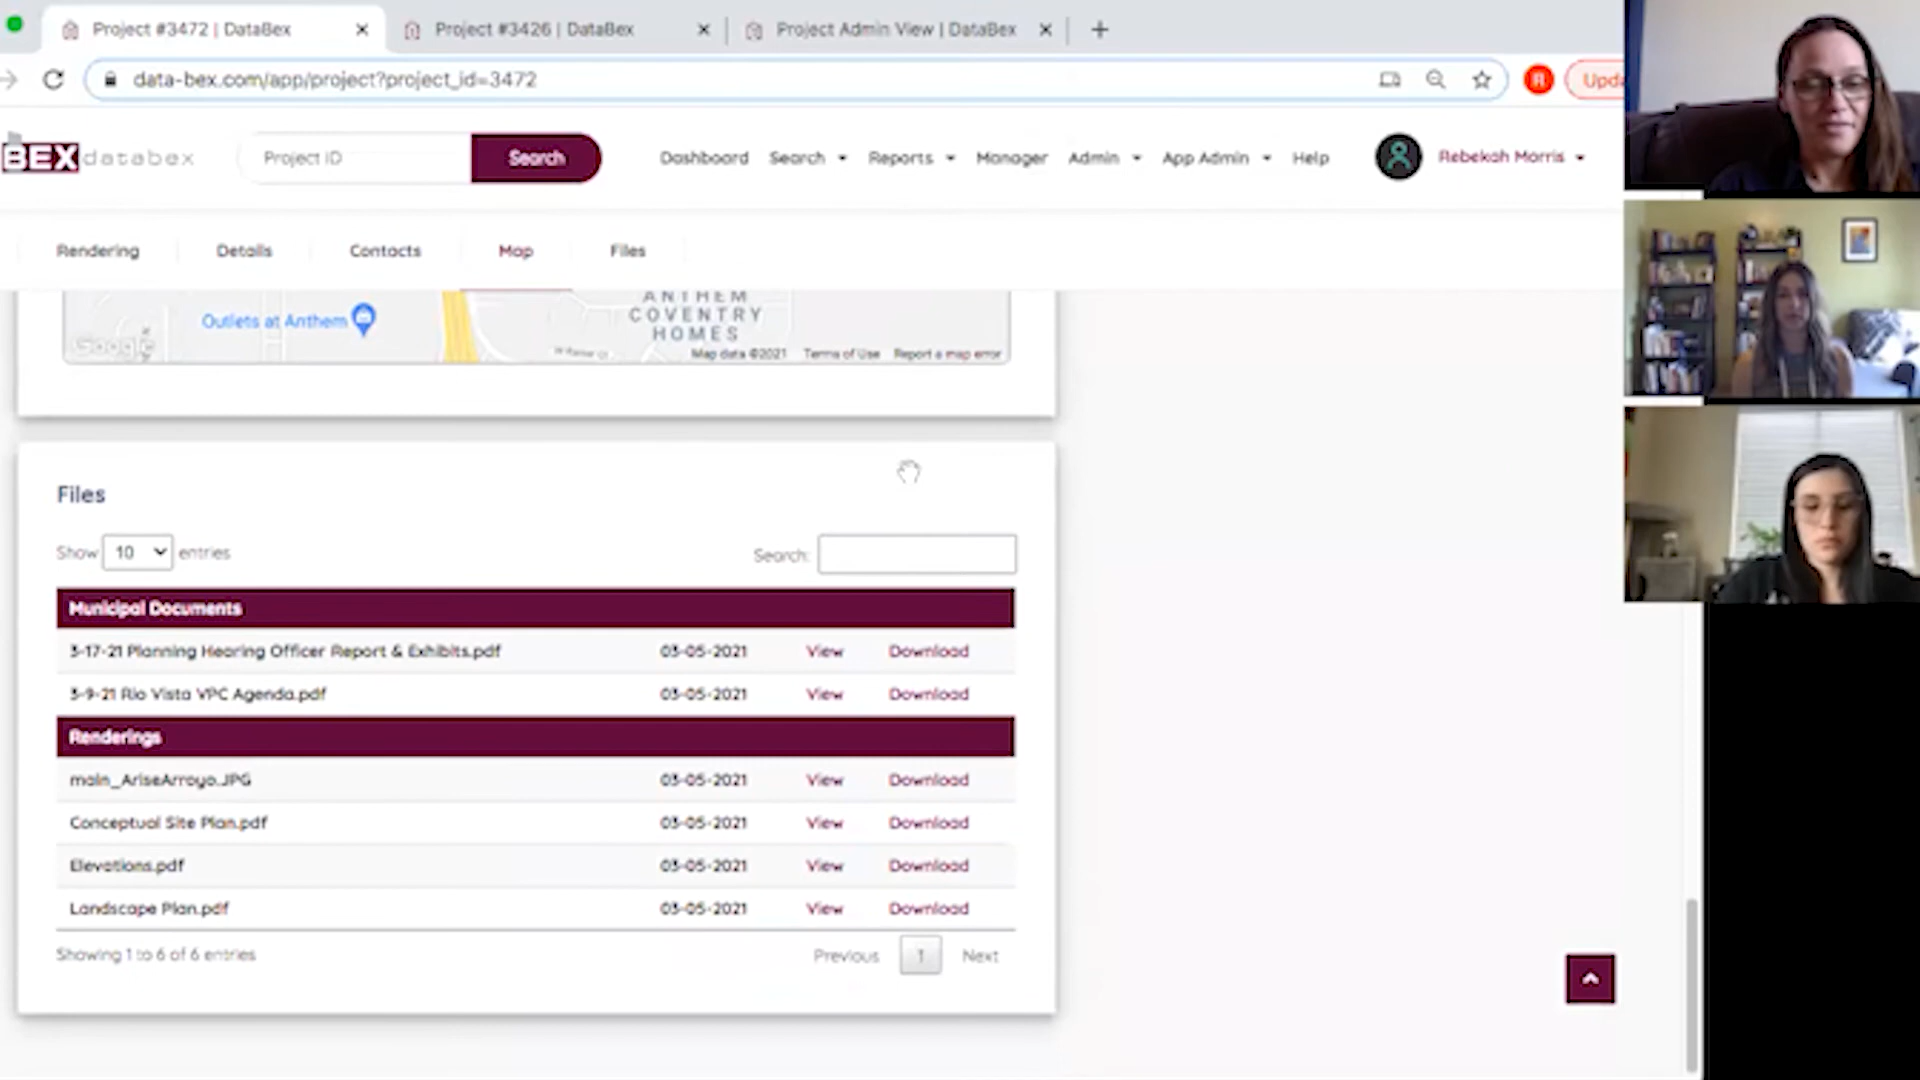 Project #3472 | DataBex
Project #3426 | DataBex
Project Admin View | DataBex
data-bex.com/app/project?project_id=3472
R
Upda
BEX databex
Project ID
Search
Dashboard
Search
Reports
Manager
Admin
App Admin
Help
Rebekah Morris
Rendering
Details
Contacts
Map
Files
Outlets at Anthem
ANTHEM
COVENTRY
HOMES
Google
Map data ©2021
Terms of Use
Report a map error
Files
Show 10 entries
Search:
Municipal Documents
3-17-21 Planning Hearing Officer Report & Exhibits.pdf 03-05-2021 View Download
3-9-21 Rio Vista VPC Agenda.pdf 03-05-2021 View Download
Renderings
main_AriseArroyo.JPG 03-05-2021 View Download
Conceptual Site Plan.pdf 03-05-2021 View Download
Elevations.pdf 03-05-2021 View Download
Landscape Plan.pdf 03-05-2021 View Download
Showing 1 to 6 of 6 entries
Previous 1 Next